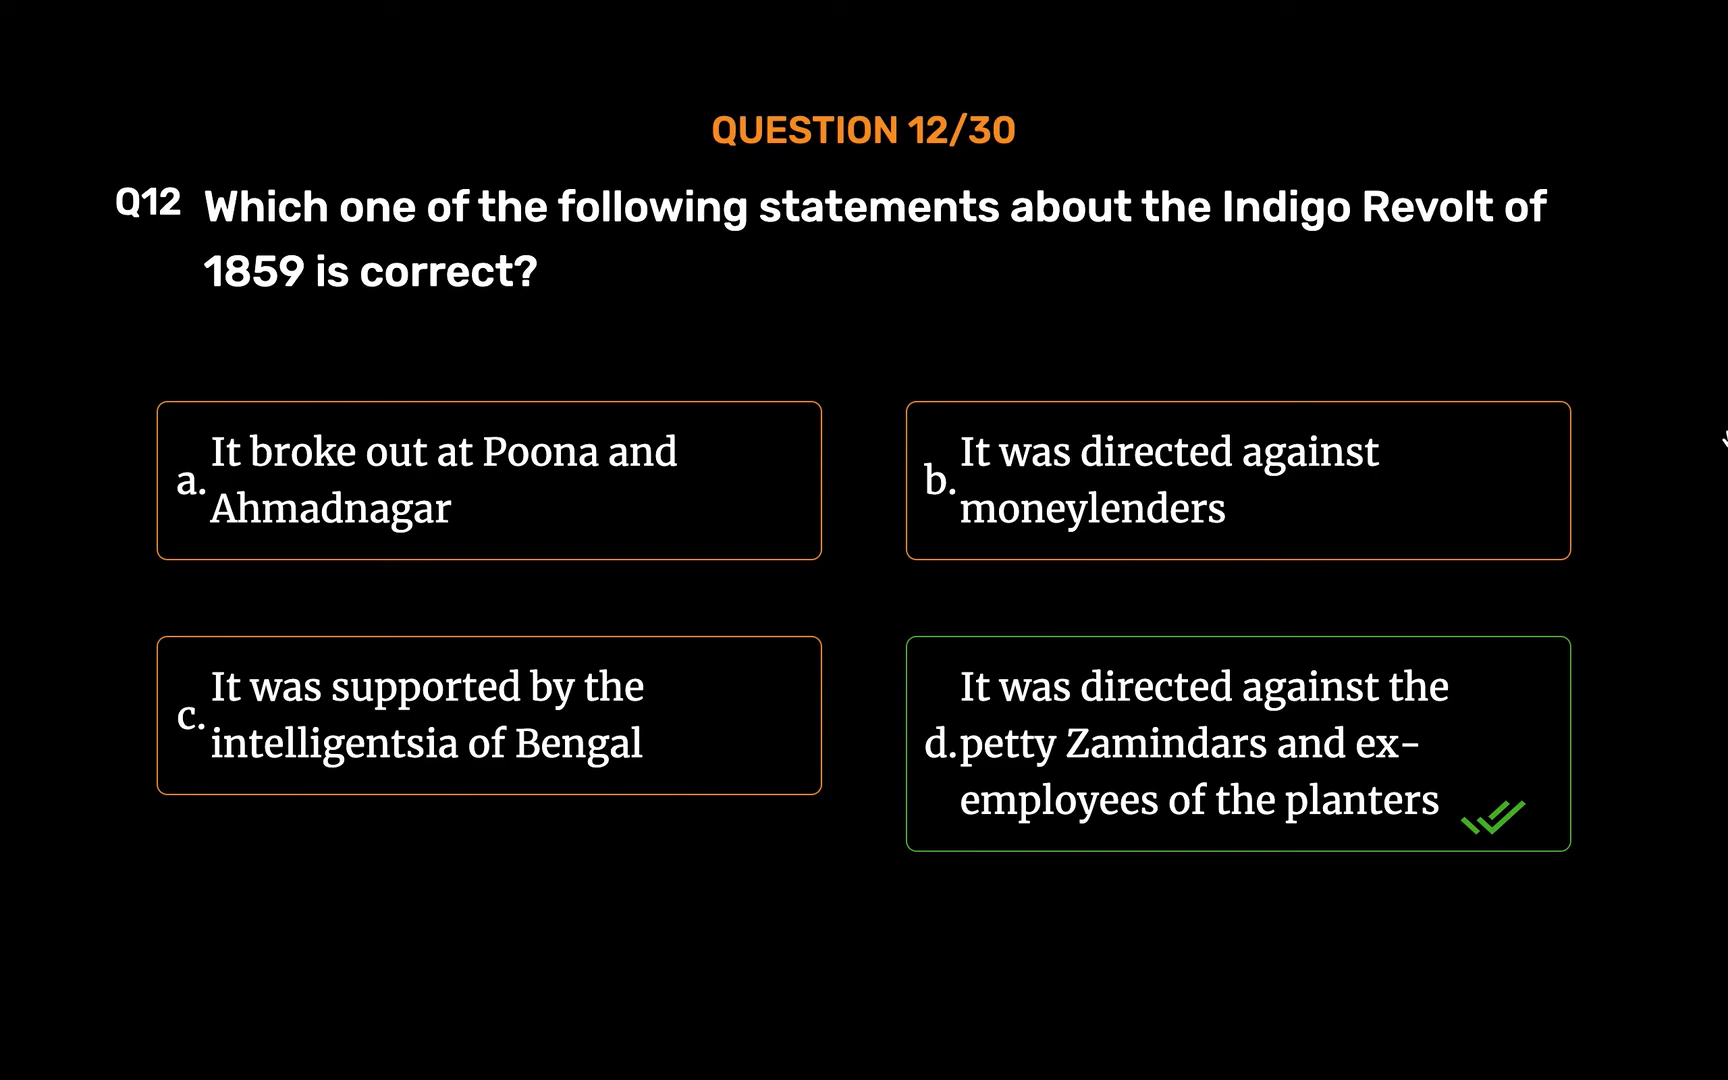 QUESTION 12/30
Q12 Which one of the following statements about the Indigo Revolt of
1859 is correct?
a. It broke out at Poona and
Ahmadnagar
b. It was directed against
moneylenders
c. It was supported by the
intelligentsia of Bengal
d. It was directed against the
petty Zamindars and ex-
employees of the planters